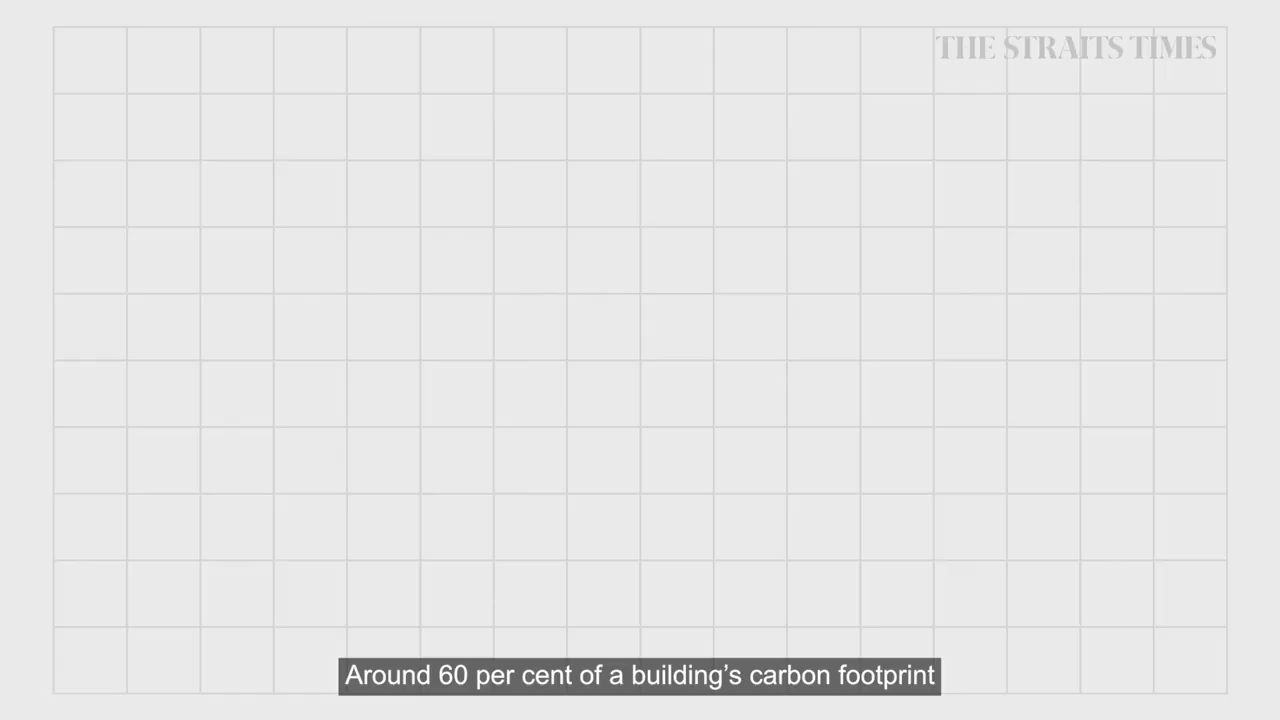 THE STRAITS TIMES
Around 60 per cent of a building’s carbon footprint